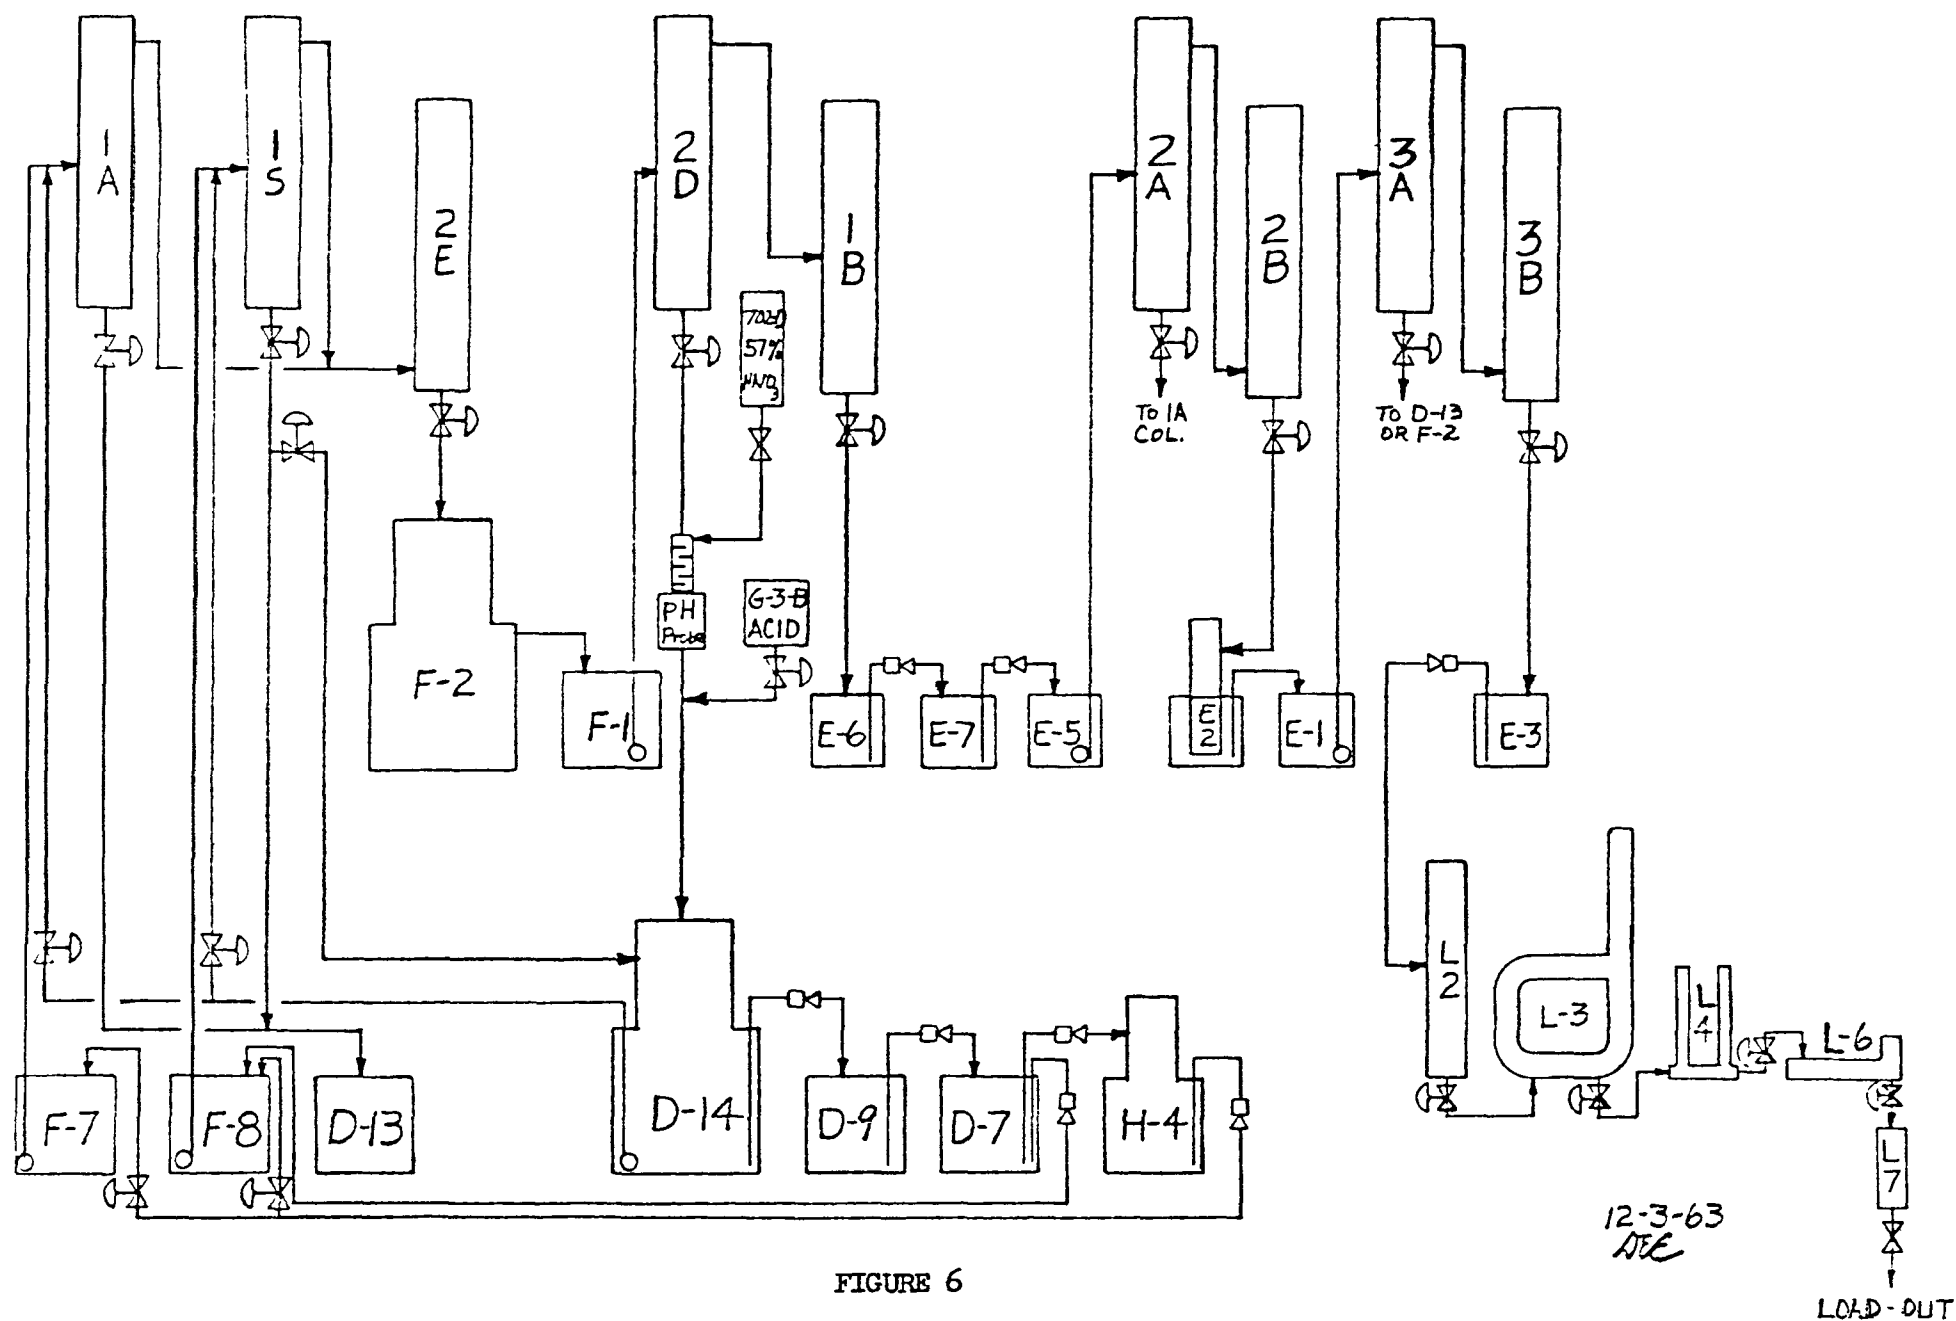 1
A
1
S
2
E
2
D
1
B
2
A
2
B
3
A
3
B
57%
HNO3
PH
Probe
G-3-B
ACID
TO 1A
COL.
TO D-13
OR F-2
F-2
F-1
E-6
E-7
E-5
E
2
E-1
E-3
L
2
L-3
L
4
L-6
L
7
F-7
F-8
D-13
D-14
D-9
D-7
H-4
12-3-63
FIGURE 6
LOAD-OUT